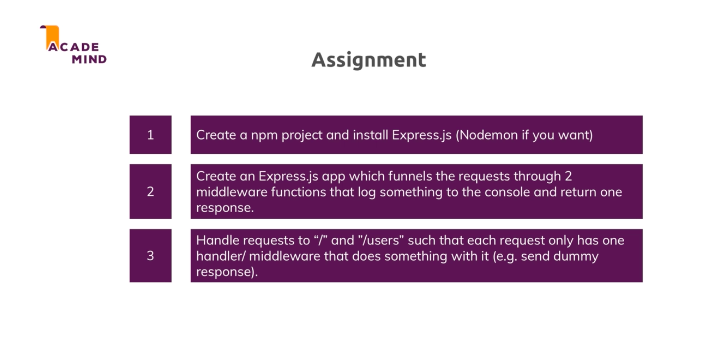 ACADE
MIND
Assignment
1
Create a npm project and install Express.js (Nodemon if you want)
2
Create an Express.js app which funnels the requests through 2
middleware functions that log something to the console and return one
response.
3
Handle requests to “/” and ”/users” such that each request only has one
handler/ middleware that does something with it (e.g. send dummy
response).